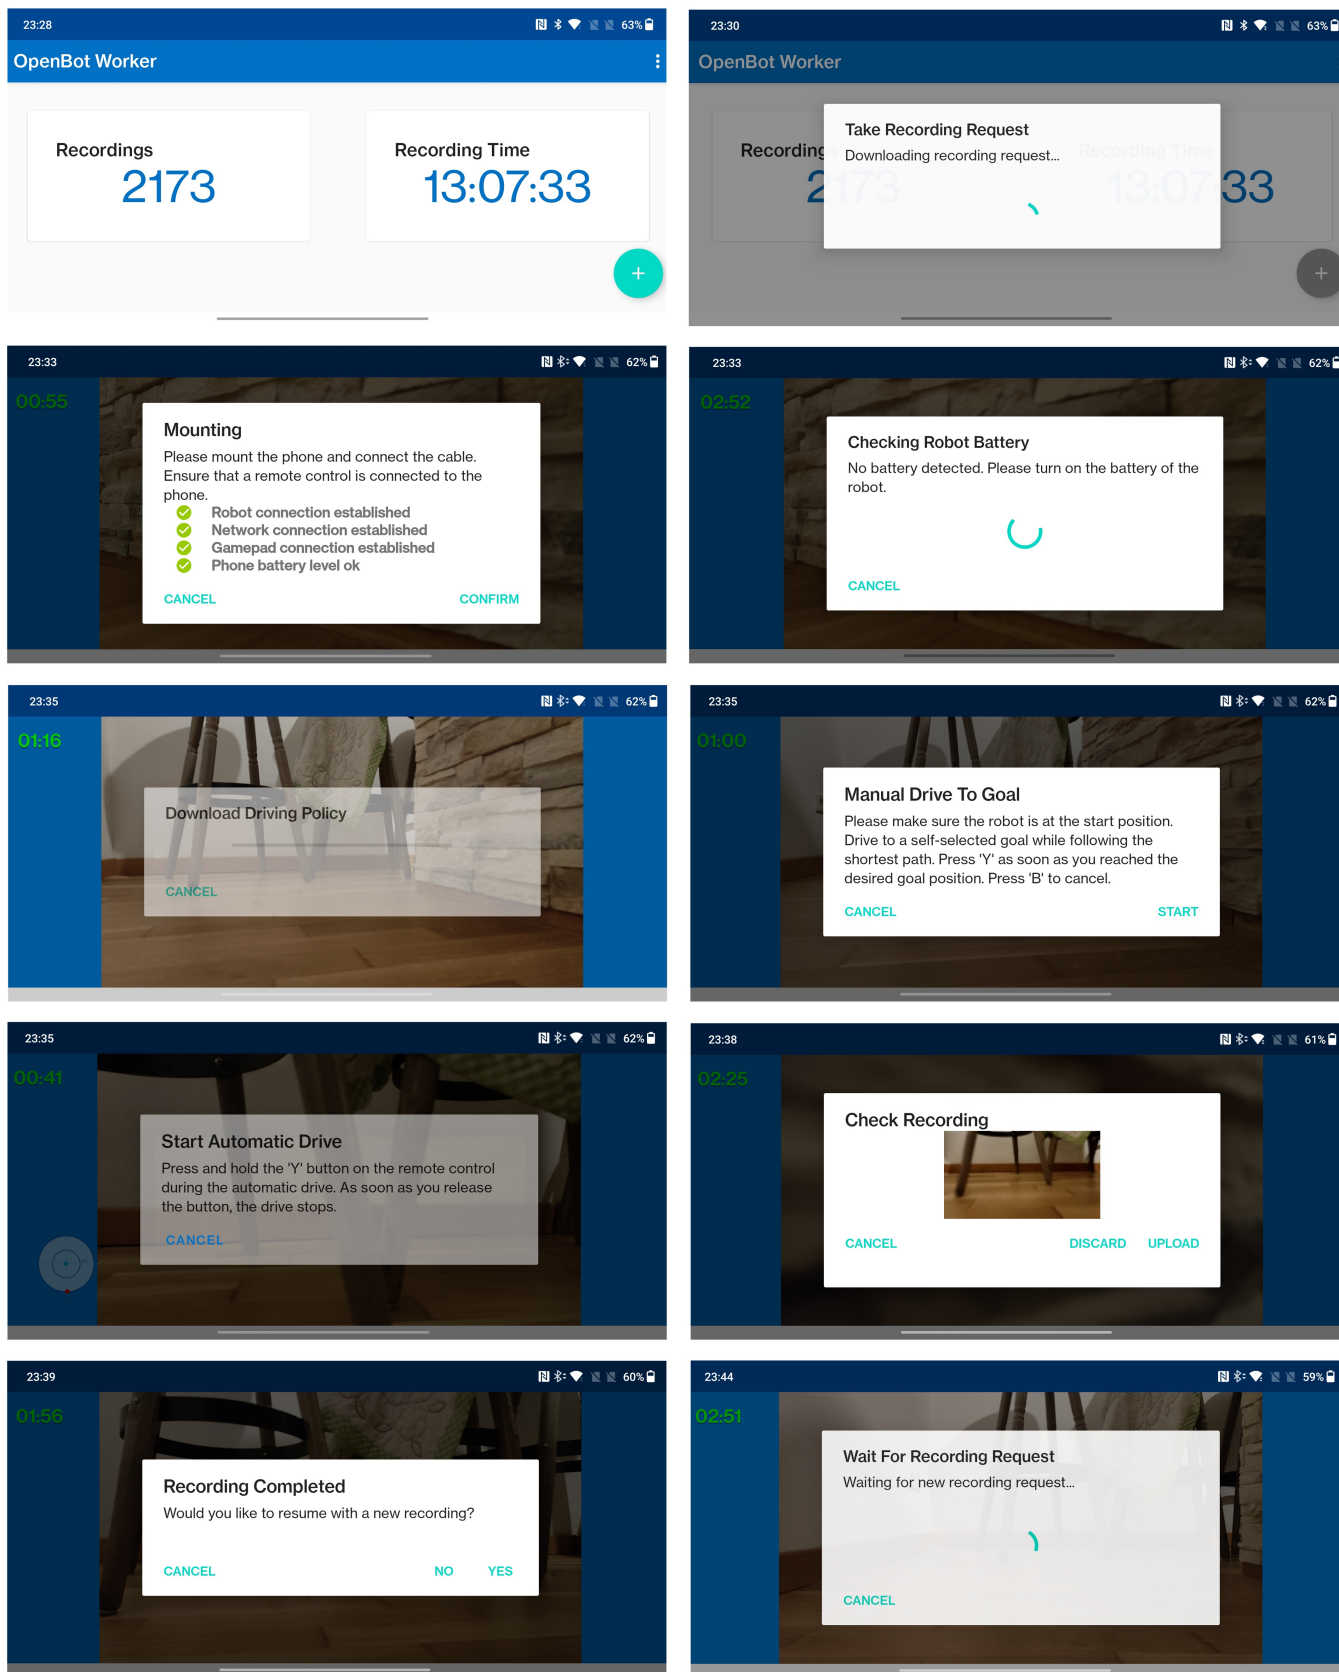 23:28
63%
OpenBot Worker
Recordings
2173
Recording Time
13:07:33
+
23:30
63%
OpenBot Worker
Recordings
2173
Recording Time
13:07:33
Take Recording Request
Downloading recording request...
+
23:33
62%
00:55
Mounting
Please mount the phone and connect the cable.
Ensure that a remote control is connected to the
phone.
Robot connection established
Network connection established
Gamepad connection established
Phone battery level ok
CANCEL
CONFIRM
23:33
62%
02:52
Checking Robot Battery
No battery detected. Please turn on the battery of the
robot.
CANCEL
23:35
62%
01:16
Download Driving Policy
CANCEL
23:35
62%
01:00
Manual Drive To Goal
Please make sure the robot is at the start position.
Drive to a self-selected goal while following the
shortest path. Press 'Y' as soon as you reached the
desired goal position. Press 'B' to cancel.
CANCEL
START
23:35
62%
00:41
Start Automatic Drive
Press and hold the 'Y' button on the remote control
during the automatic drive. As soon as you release
the button, the drive stops.
CANCEL
23:38
61%
02:25
Check Recording
CANCEL
DISCARD
UPLOAD
23:39
60%
01:56
Recording Completed
Would you like to resume with a new recording?
CANCEL
NO
YES
23:44
59%
02:51
Wait For Recording Request
Waiting for new recording request...
CANCEL